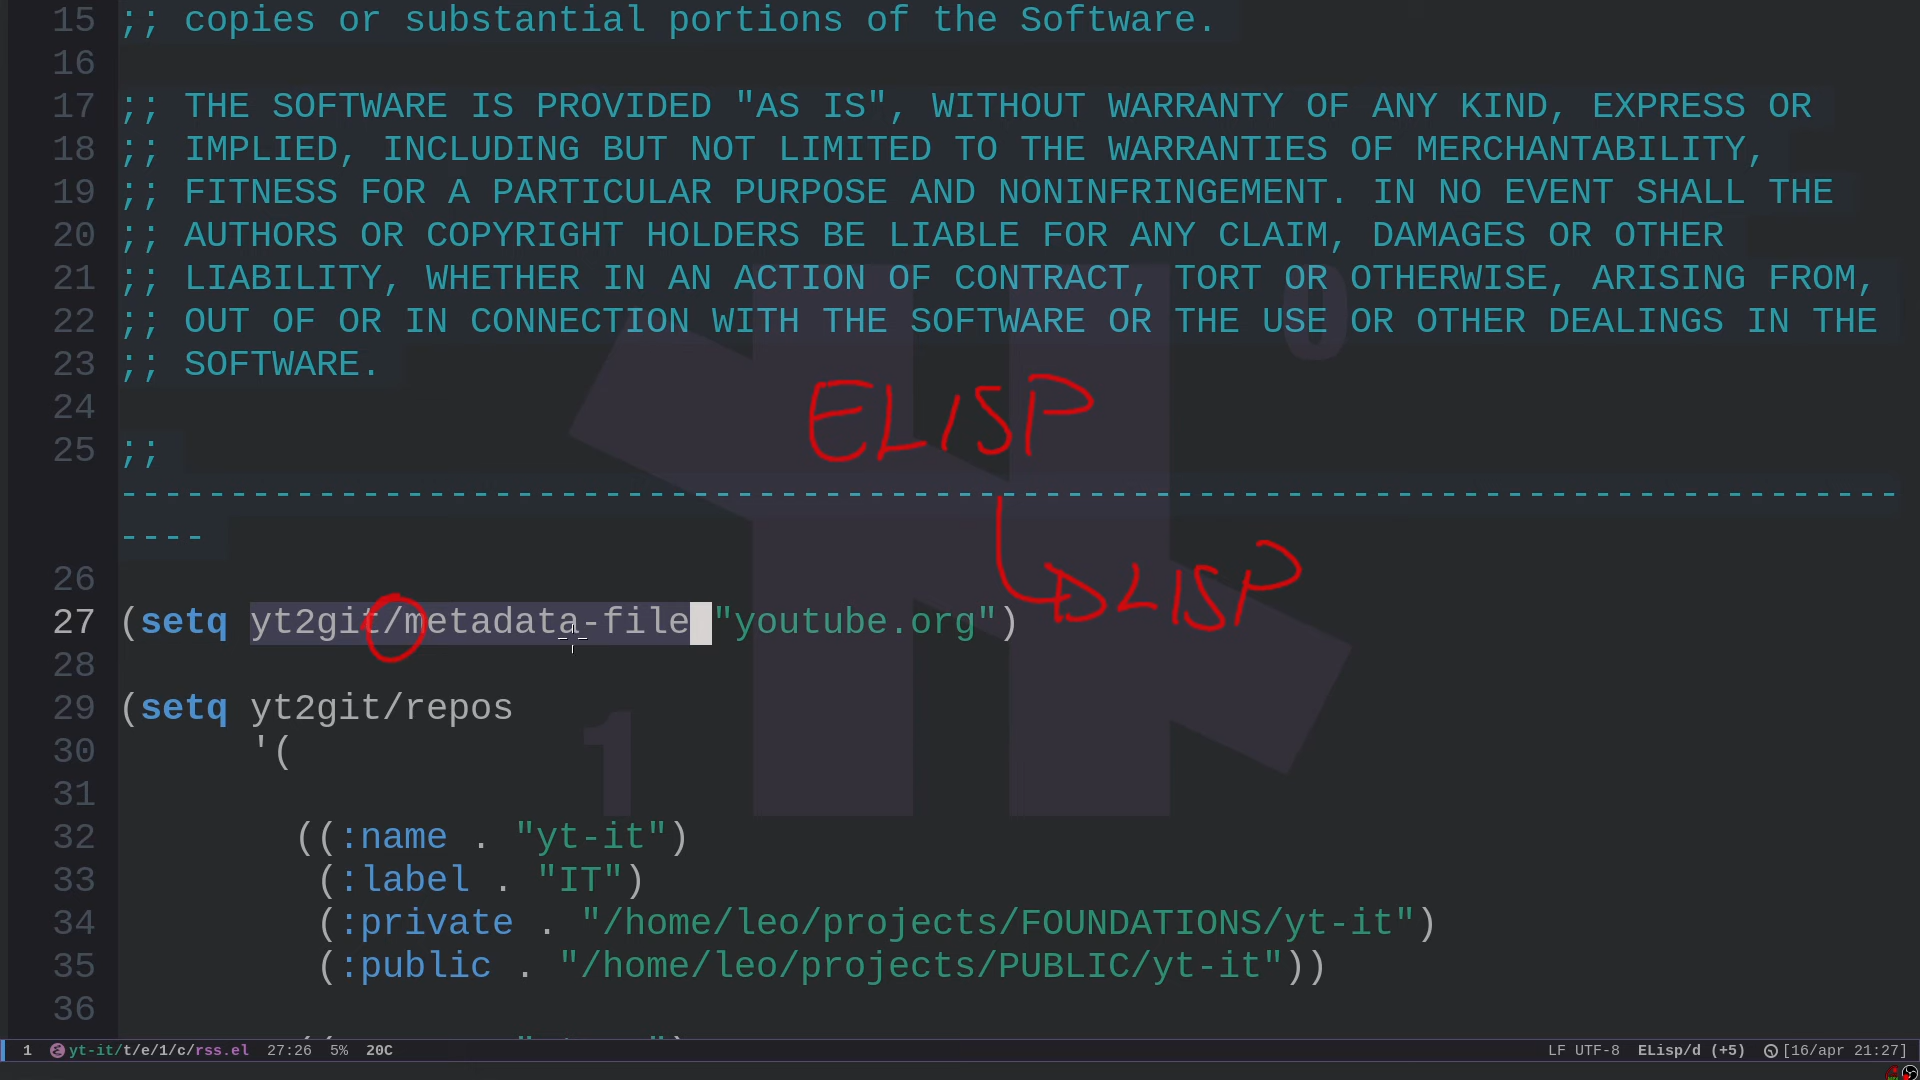 15 ;; copies or substantial portions of the Software.
16
17 ;; THE SOFTWARE IS PROVIDED "AS IS", WITHOUT WARRANTY OF ANY KIND, EXPRESS OR
18 ;; IMPLIED, INCLUDING BUT NOT LIMITED TO THE WARRANTIES OF MERCHANTABILITY,
19 ;; FITNESS FOR A PARTICULAR PURPOSE AND NONINFRINGEMENT. IN NO EVENT SHALL THE
20 ;; AUTHORS OR COPYRIGHT HOLDERS BE LIABLE FOR ANY CLAIM, DAMAGES OR OTHER
21 ;; LIABILITY, WHETHER IN AN ACTION OF CONTRACT, TORT OR OTHERWISE, ARISING FROM,
0
22 ;; OUT OF OR IN CONNECTION WITH THE SOFTWARE OR THE USE OR OTHER DEALINGS IN THE
23 ;; SOFTWARE.
24
ELISP
25 ;;
---------------------------------------------------------------------------------
----
26
DLISP
27 (setq yt2git/metadata-file "youtube.org")
28
29 (setq yt2git/repos
30 '(
1
31
32 ((:name . "yt-it")
33 (:label . "IT")
34 (:private . "/home/leo/projects/FOUNDATIONS/yt-it")
35 (:public . "/home/leo/projects/PUBLIC/yt-it"))
36
1 yt-it/t/e/1/c/rss.el 27:26 5% 20C LF UTF-8 ELisp/d (+5) [16/apr 21:27]